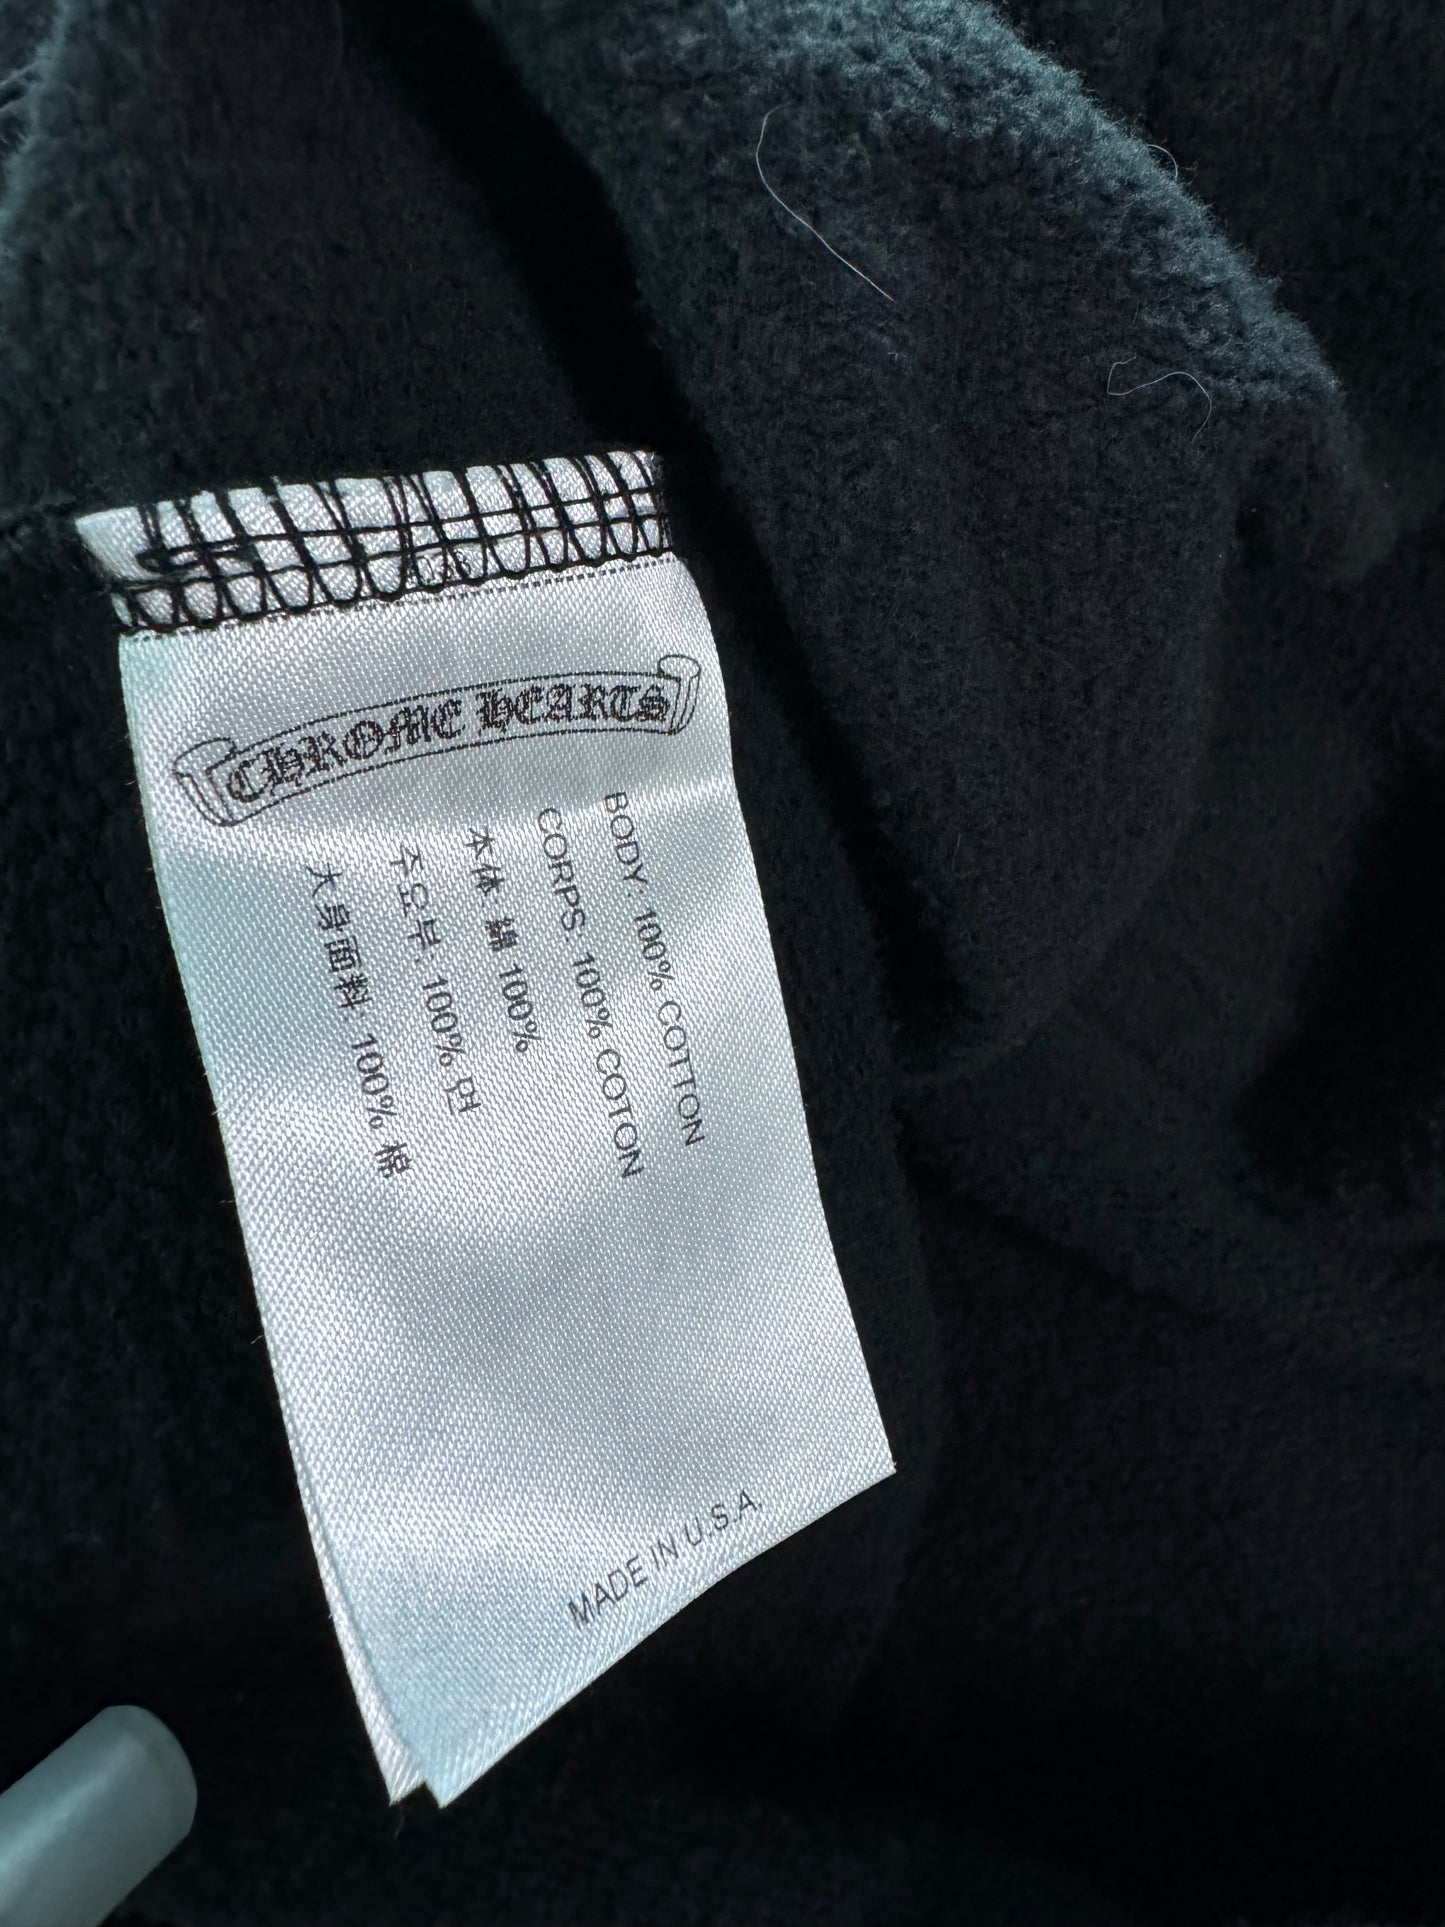 CHROME HEARTS
BODY: 100% COTTON
CORPS: 100% COTON
本体: 綿 100%
주요부: 100% 면
大身面料: 100% 棉
MADE IN U.S.A.